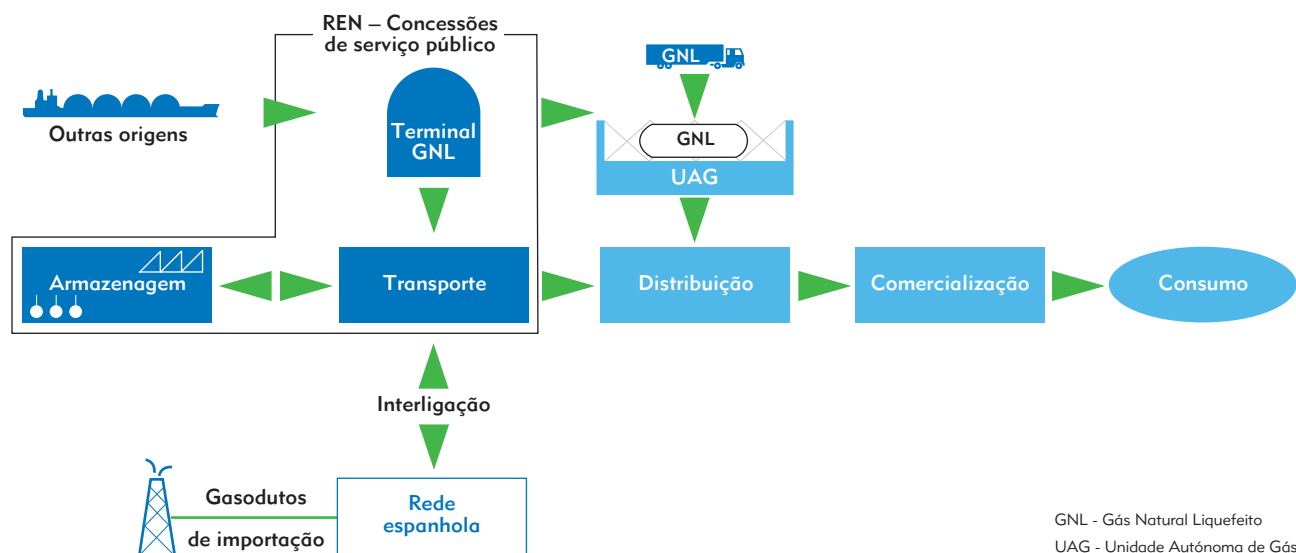 REN – Concessões
de serviço público
GNL
Outras origens
Terminal
GNL
GNL
UAG
Armazenagem
Transporte
Distribuição
Comercialização
Consumo
Interligação
Gasodutos
de importação
Rede
espanhola
GNL - Gás Natural Liquefeito
UAG - Unidade Autónoma de Gás